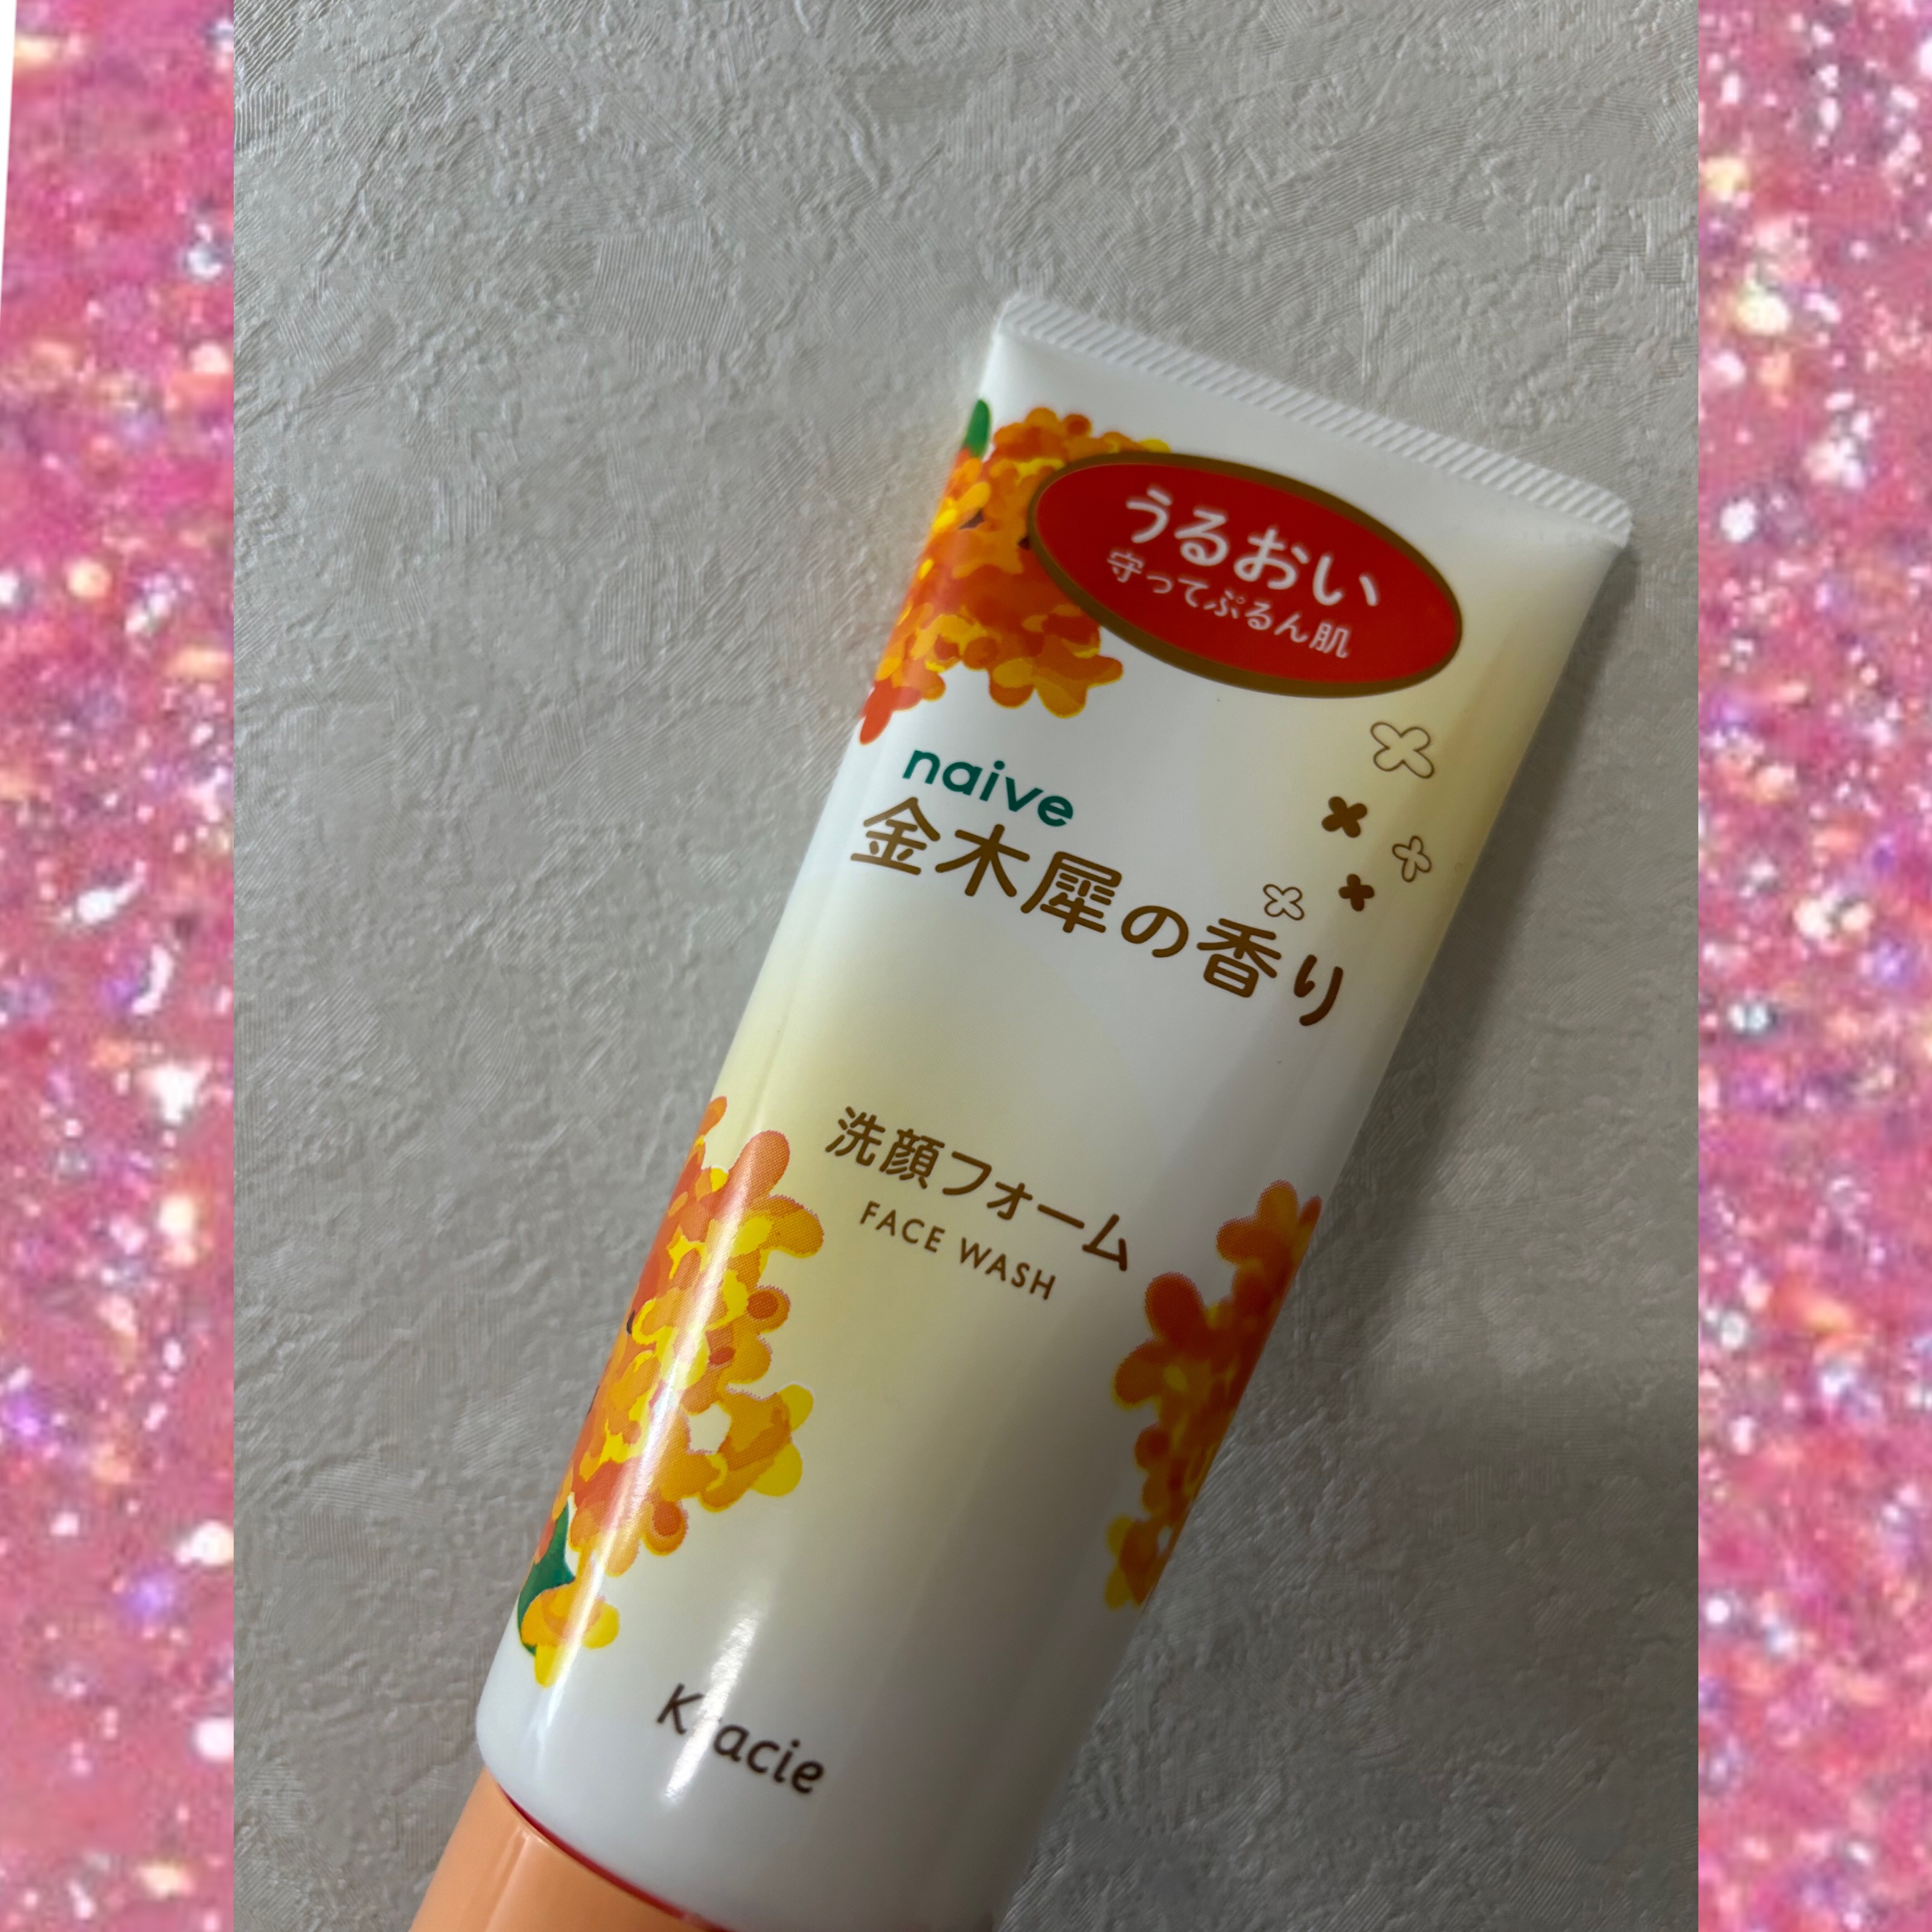 うるおい
守ってぷるん肌
naive
金木犀の香り
洗顔フォーム
FACE WASH
Kracie